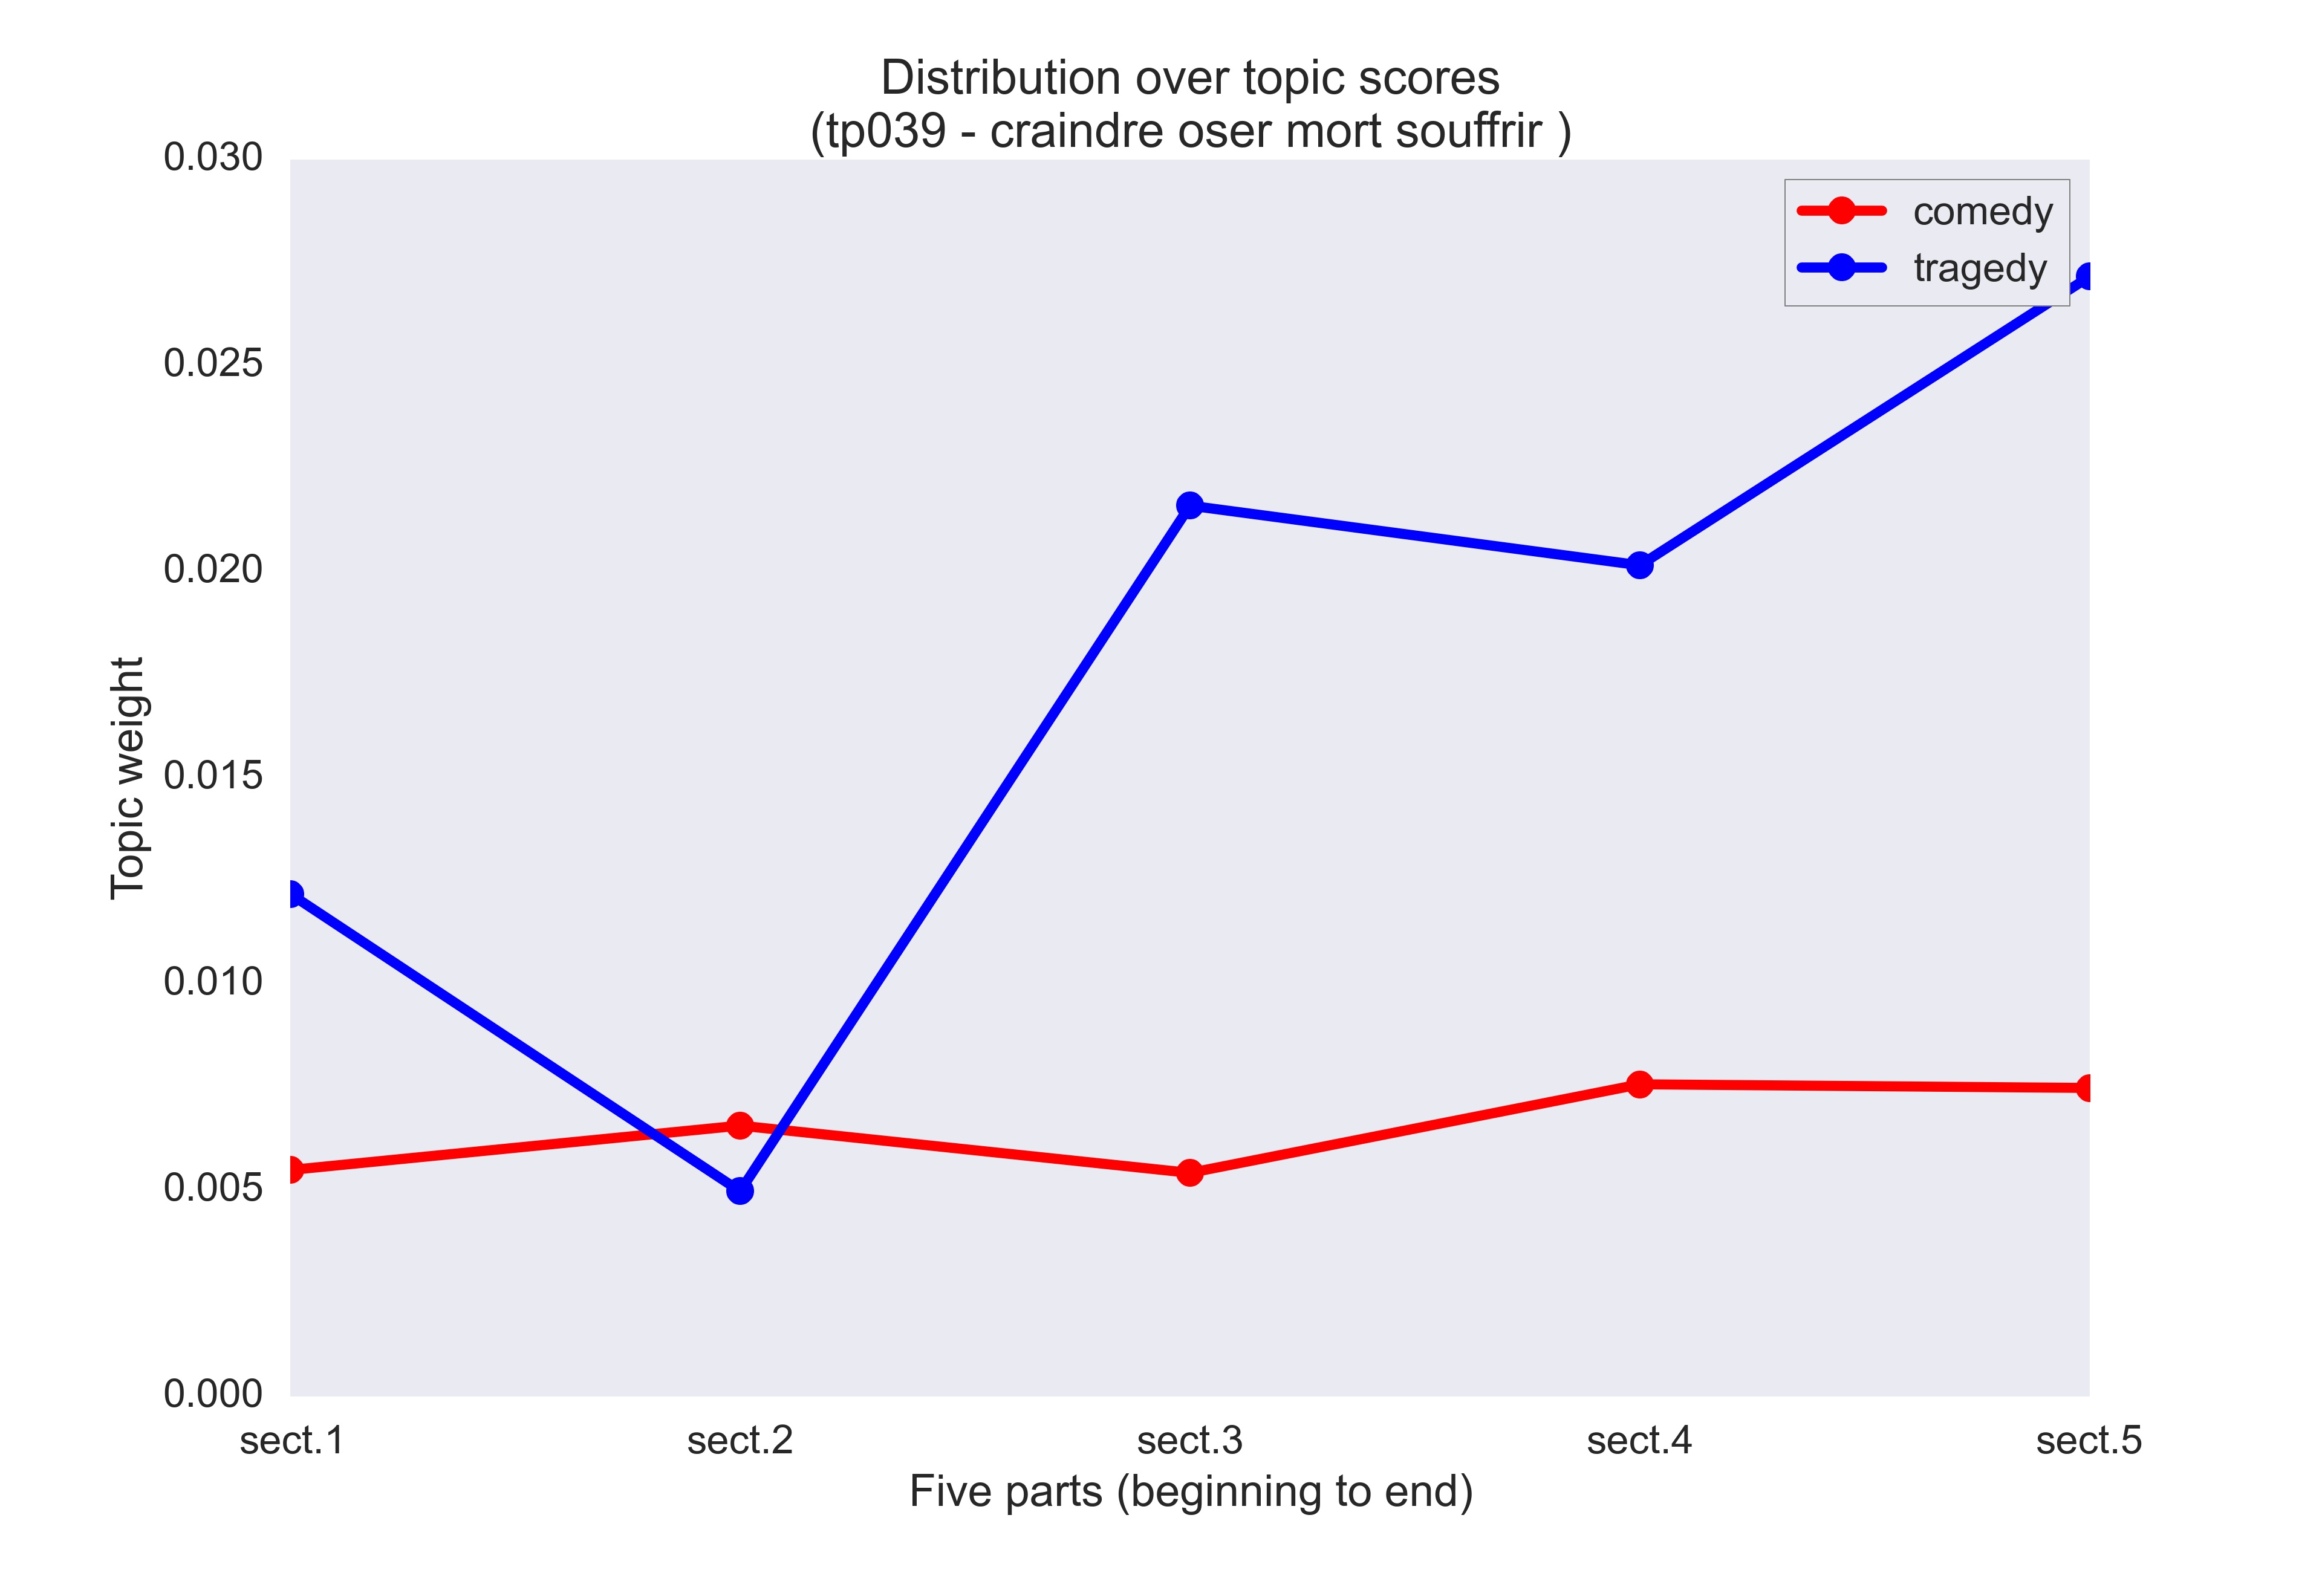 Distribution over topic scores
(tp039 - craindre oser mort souffrir )
comedy
tragedy
Topic weight
0.030
0.025
0.020
0.015
0.010
0.005
0.000
sect.1
sect.2
sect.3
sect.4
sect.5
Five parts (beginning to end)